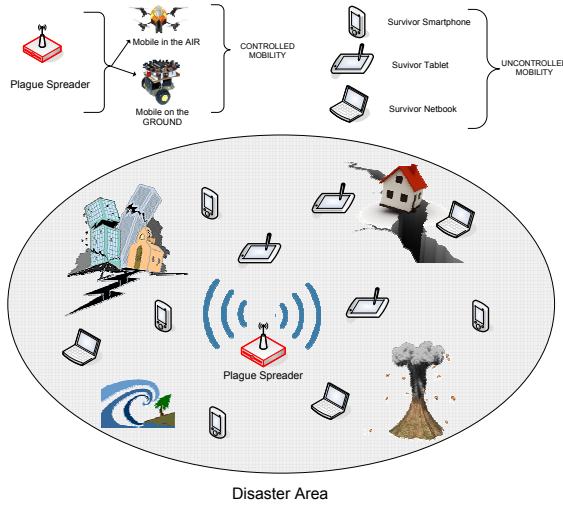 Plague Spreader
Mobile in the AIR
Mobile on the
GROUND
CONTROLLED
MOBILITY
Survivor Smartphone
Suvivor Tablet
Survivor Netbook
UNCONTROLLED
MOBILITY
Plague Spreader
Disaster Area